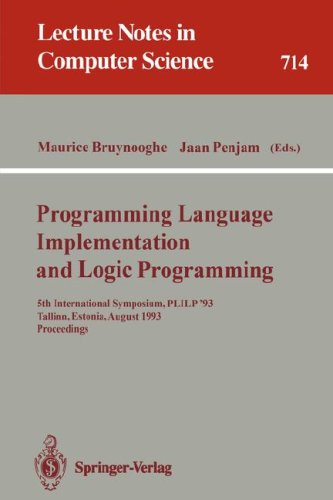 Lecture Notes in
Computer Science
714
Maurice Bruynooghe Jaan Penjam (Eds.)
Programming Language
Implementation
and Logic Programming
5th International Symposium, PLILP '93
Tallinn, Estonia, August 1993
Proceedings
Springer-Verlag